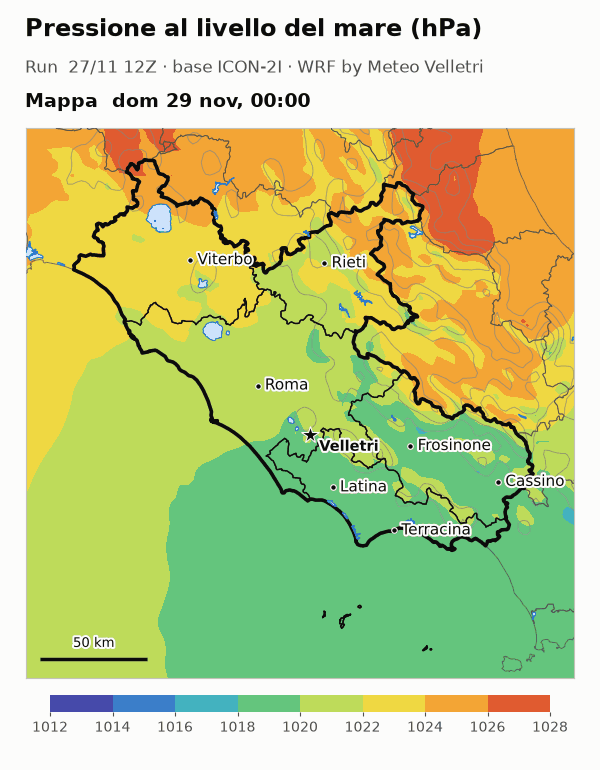 Pressione al livello del mare (hPa)
Run 27/11 12Z · base ICON-2I · WRF by Meteo Velletri
Mappa dom 29 nov, 00:00
Viterbo
Rieti
Roma
Velletri
Frosinone
Latina
Cassino
Terracina
50 km
1012 1014 1016 1018 1020 1022 1024 1026 1028